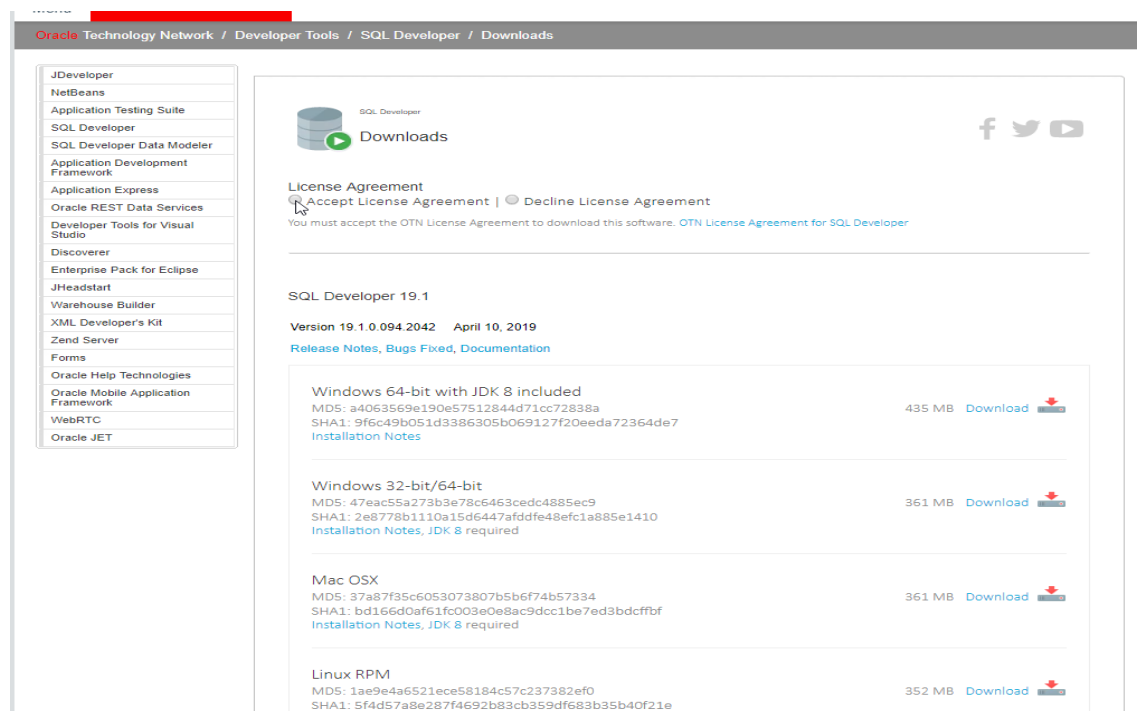 Menu
Oracle Technology Network / Developer Tools / SQL Developer / Downloads
JDeveloper
NetBeans
Application Testing Suite
SQL Developer
SQL Developer Data Modeler
Application Development
Framework
Application Express
Oracle REST Data Services
Developer Tools for Visual
Studio
Discoverer
Enterprise Pack for Eclipse
JHeadstart
Warehouse Builder
XML Developer's Kit
Zend Server
Forms
Oracle Help Technologies
Oracle Mobile Application
Framework
WebRTC
Oracle JET
SQL Developer
Downloads
License Agreement
Accept License Agreement | Decline License Agreement
You must accept the OTN License Agreement to download this software. OTN License Agreement for SQL Developer
SQL Developer 19.1
Version 19.1.0.094.2042 April 10, 2019
Release Notes, Bugs Fixed, Documentation
Windows 64-bit with JDK 8 included
MD5: a4063569e190e57512844d71cc72838a
435 MB Download
SHA1: 9f6c49b051d3386305b069127f20eeda72364de7
Installation Notes
Windows 32-bit/64-bit
MD5: 47eac55a273b3e78c6463cedc4885ec9
361 MB Download
SHA1: 2e8778b1110a15d6447afddfe48efc1a885e1410
Installation Notes, JDK 8 required
Mac OSX
MD5: 37a87f35c6053073807b5b6f74b57334
361 MB Download
SHA1: bd166d0af61fc003e0e8ac9dcc1be7ed3bdcffbf
Installation Notes, JDK 8 required
Linux RPM
MD5: 1ae9e4a6521ece58184c57c237382ef0
352 MB Download
SHA1: 5f4d57a8e287f4692b83cb359df683b35b40f21e